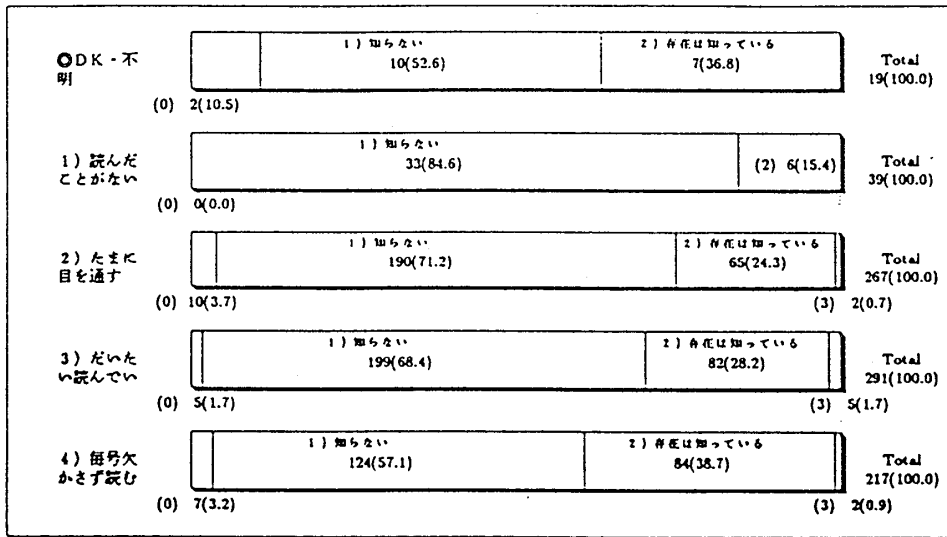 1) 知らない 2) 存在は知っている
◎DK・不 10(52.6) 7(36.8) Total
明 19(100.0)
(0) 2(10.5)
1) 知らない
1) 読んだ 33(84.6) (2) 6(15.4) Total
ことがない 39(100.0)
(0) 0(0.0)
1) 知らない 2) 存在は知っている
2) たまに 190(71.2) 65(24.3) Total
目を通す 267(100.0)
(0) 10(3.7) (3) 2(0.7)
1) 知らない 2) 存在は知っている
3) だいた 199(68.4) 82(28.2) Total
い読んでい 291(100.0)
(0) 5(1.7) (3) 5(1.7)
1) 知らない 2) 存在は知っている
4) 毎号欠 124(57.1) 84(38.7) Total
かさず読む 217(100.0)
(0) 7(3.2) (3) 2(0.9)